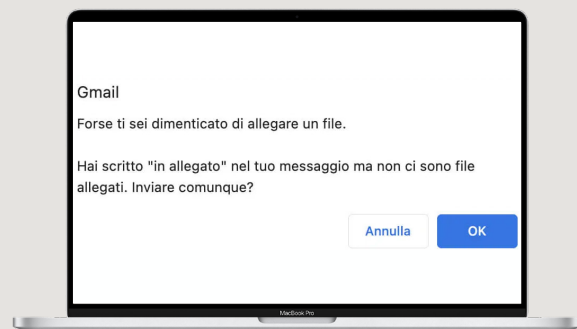 Gmail
Forse ti sei dimenticato di allegare un file.
Hai scritto "in allegato" nel tuo messaggio ma non ci sono file
allegati. Inviare comunque?
Annulla OK
MacBook Pro